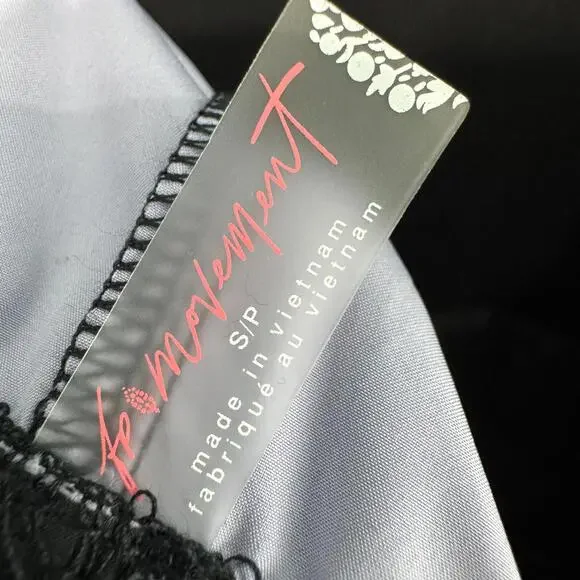 fp movement
S/P
made in vietnam
fabriqué au vietnam